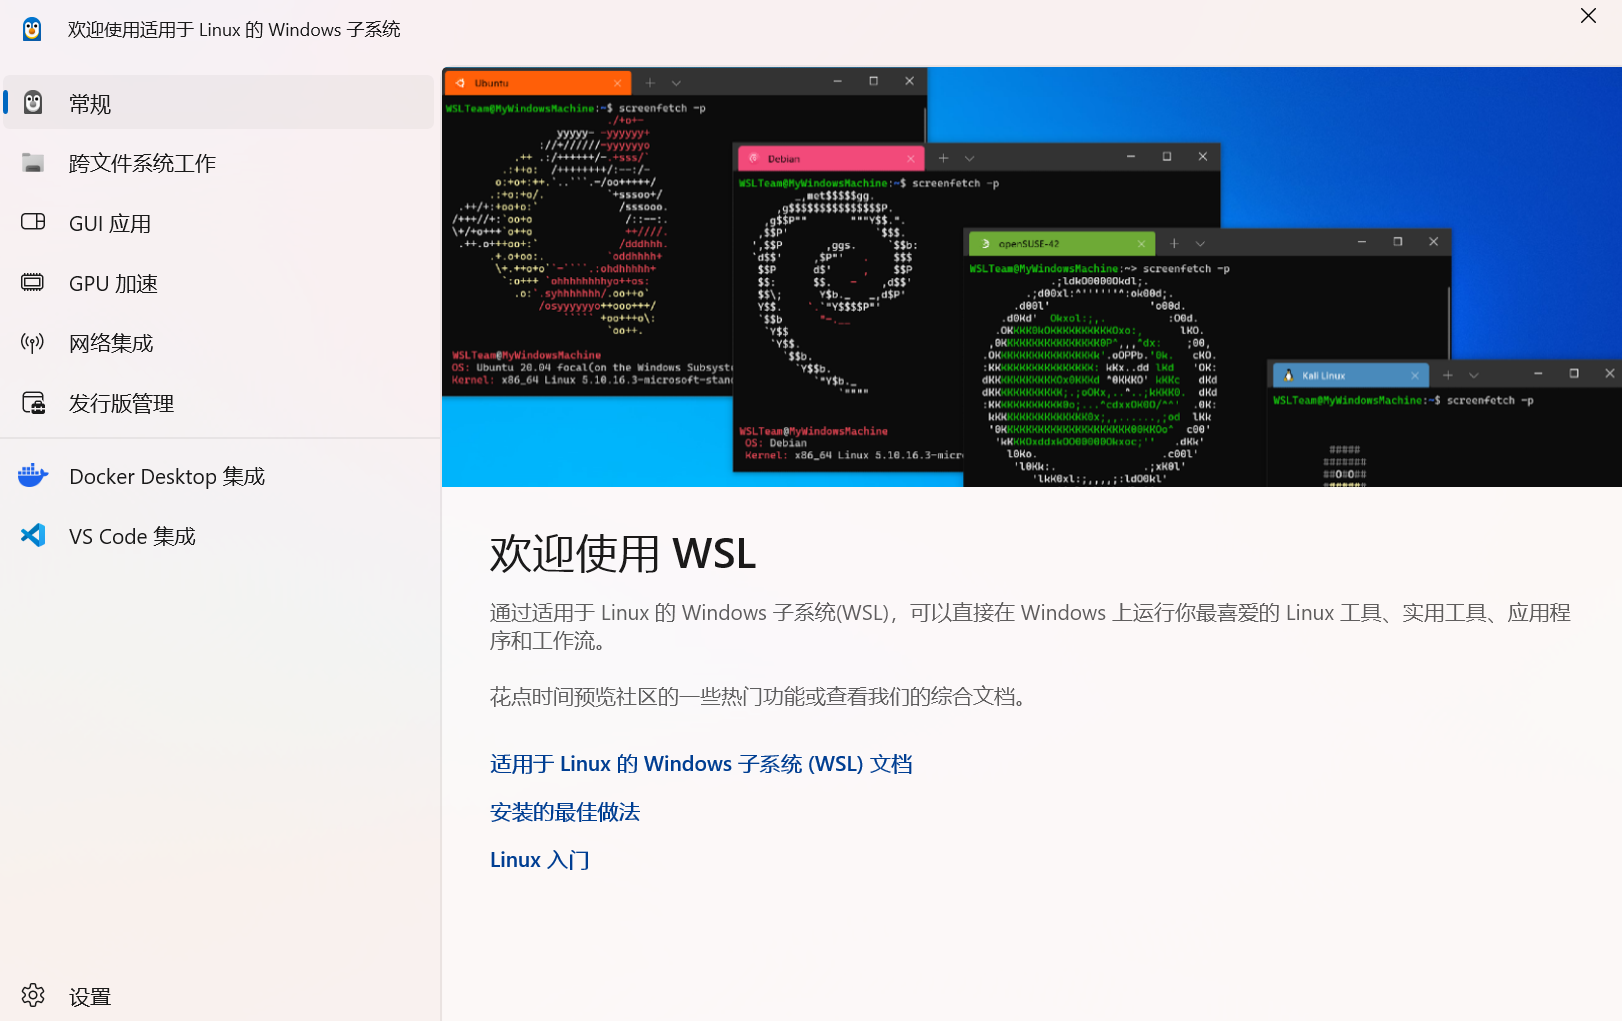 欢迎使用适用于 Linux 的 Windows 子系统
常规
跨文件系统工作
GUI 应用
GPU 加速
网络集成
发行版管理
Docker Desktop 集成
VS Code 集成
设置
Ubuntu
WSLTeam@MyWindowsMachine:~$ screenfetch -p
WSLTeam@MyWindowsMachine
OS: Ubuntu 20.04 focal(on the Windows Subsyst
Kernel: x86_64 Linux 5.10.16.3-microsoft-stan
Debian
WSLTeam@MyWindowsMachine:~$ screenfetch -p
WSLTeam@MyWindowsMachine
OS: Debian
Kernel: x86_64 Linux 5.10.16.3-micr
openSUSE-42
WSLTeam@MyWindowsMachine:~> screenfetch -p
Kali Linux
WSLTeam@MyWindowsMachine:~$ screenfetch -p
欢迎使用 WSL
通过适用于 Linux 的 Windows 子系统(WSL)，可以直接在 Windows 上运行你最喜爱的 Linux 工具、实用工具、应用程
序和工作流。
花点时间预览社区的一些热门功能或查看我们的综合文档。
适用于 Linux 的 Windows 子系统 (WSL) 文档
安装的最佳做法
Linux 入门